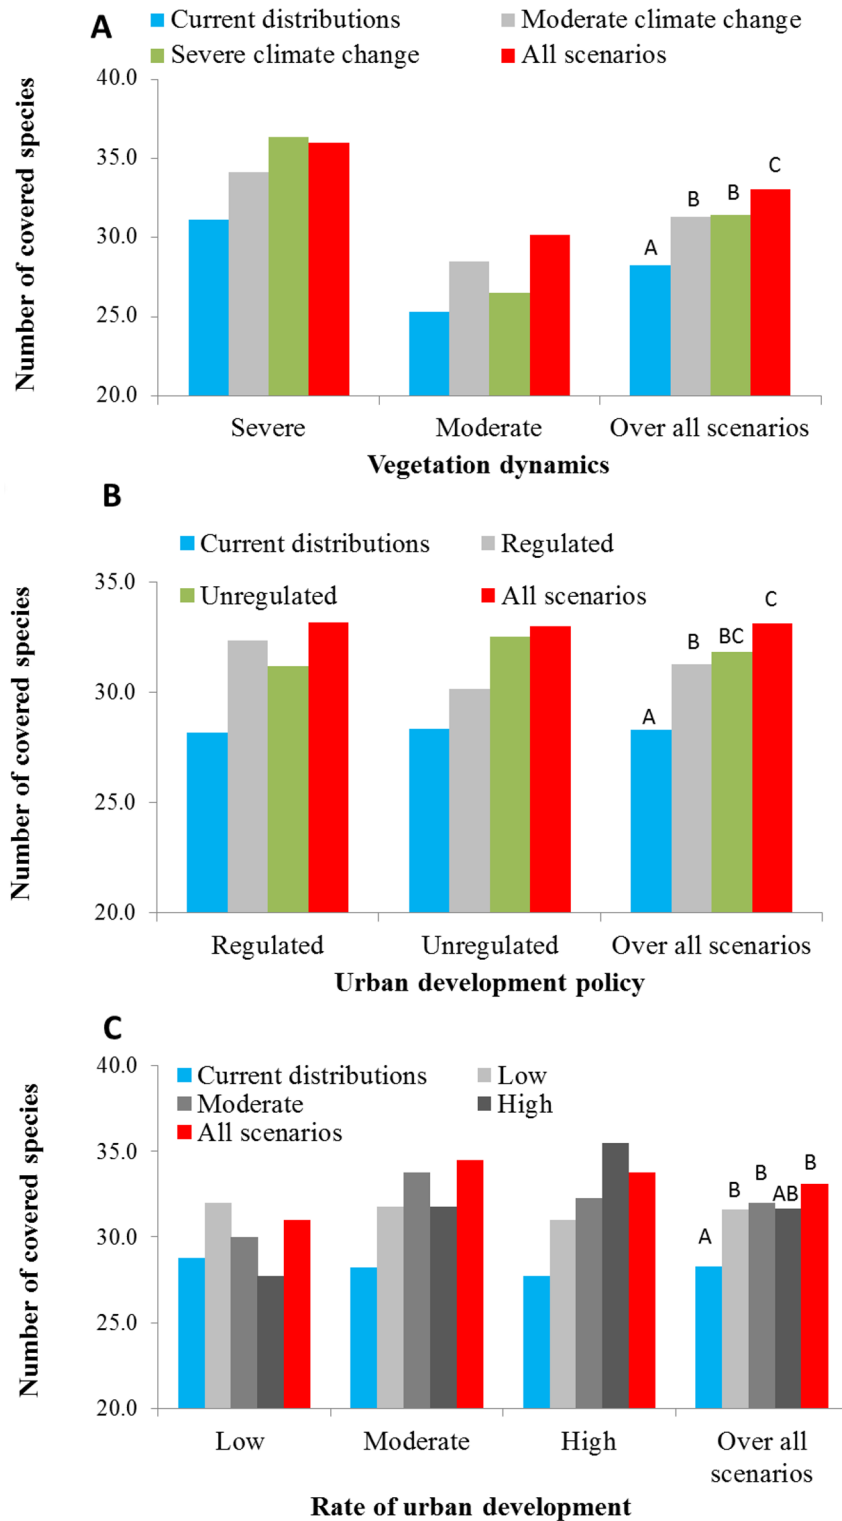 A
Current distributions Moderate climate change
Severe climate change All scenarios
Number of covered species
40.0
35.0
30.0
25.0
20.0
A B B C
Severe Moderate Over all scenarios
Vegetation dynamics
B
Current distributions Regulated
Unregulated All scenarios
Number of covered species
35.0
30.0
25.0
20.0
A B BC C
Regulated Unregulated Over all scenarios
Urban development policy
C
Current distributions Low
Moderate High
All scenarios
Number of covered species
40.0
35.0
30.0
25.0
20.0
A B B AB B
Low Moderate High Over all
scenarios
Rate of urban development